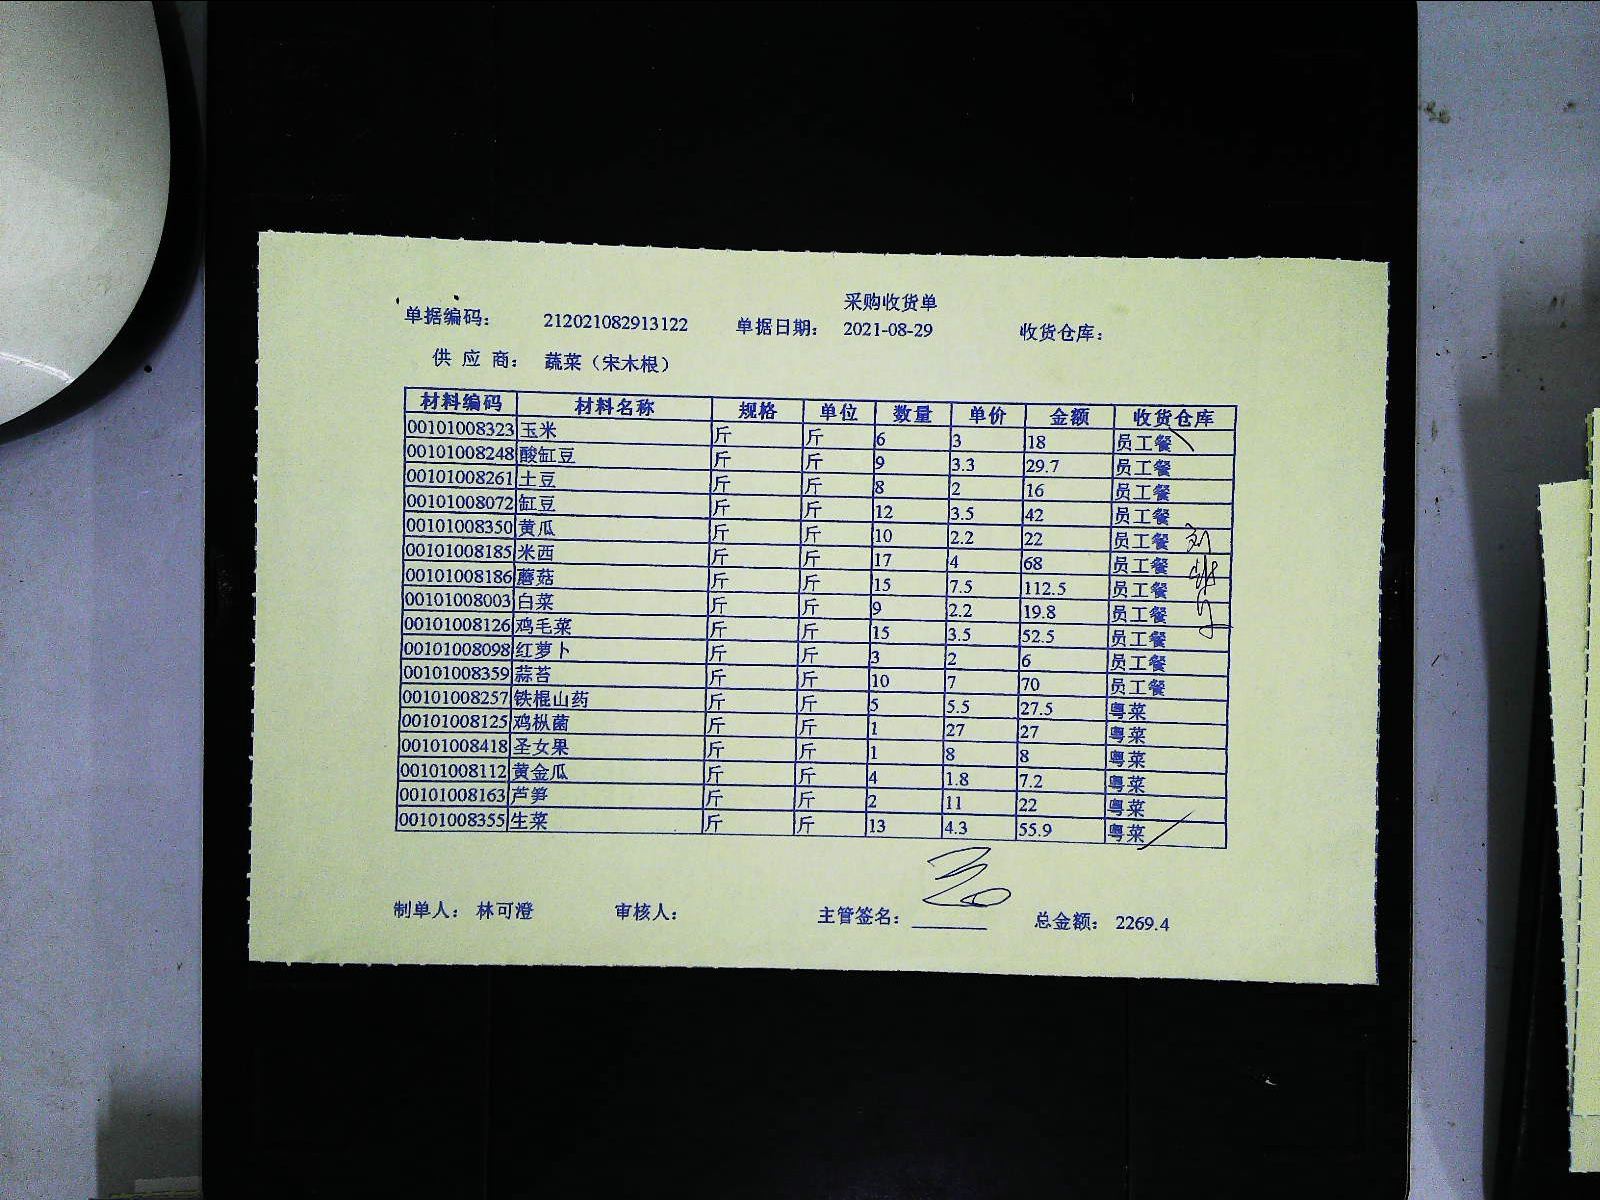 采购收货单
单据编码： 212021082913122 单据日期： 2021-08-29 收货仓库：
供 应 商： 蔬菜（宋木根）
材料编码 材料名称 规格 单位 数量 单价 金额 收货仓库
00101008323 玉米 斤 斤 6 3 18 员工餐
00101008248 酸缸豆 斤 斤 9 3.3 29.7 员工餐
00101008261 土豆 斤 斤 8 2 16 员工餐
00101008072 缸豆 斤 斤 12 3.5 42 员工餐
00101008350 黄瓜 斤 斤 10 2.2 22 员工餐
00101008185 米西 斤 斤 17 4 68 员工餐
00101008186 蘑菇 斤 斤 15 7.5 112.5 员工餐
00101008003 白菜 斤 斤 9 2.2 19.8 员工餐
00101008126 鸡毛菜 斤 斤 15 3.5 52.5 员工餐
00101008098 红萝卜 斤 斤 3 2 6 员工餐
00101008359 蒜苔 斤 斤 10 7 70 员工餐
00101008257 铁棍山药 斤 斤 5 5.5 27.5 粤菜
00101008125 鸡枞菌 斤 斤 1 27 27 粤菜
00101008418 圣女果 斤 斤 1 8 8 粤菜
00101008112 黄金瓜 斤 斤 4 1.8 7.2 粤菜
00101008163 芦笋 斤 斤 2 11 22 粤菜
00101008355 生菜 斤 斤 13 4.3 55.9 粤菜
制单人： 林可澄 审核人： 主管签名： 总金额： 2269.4